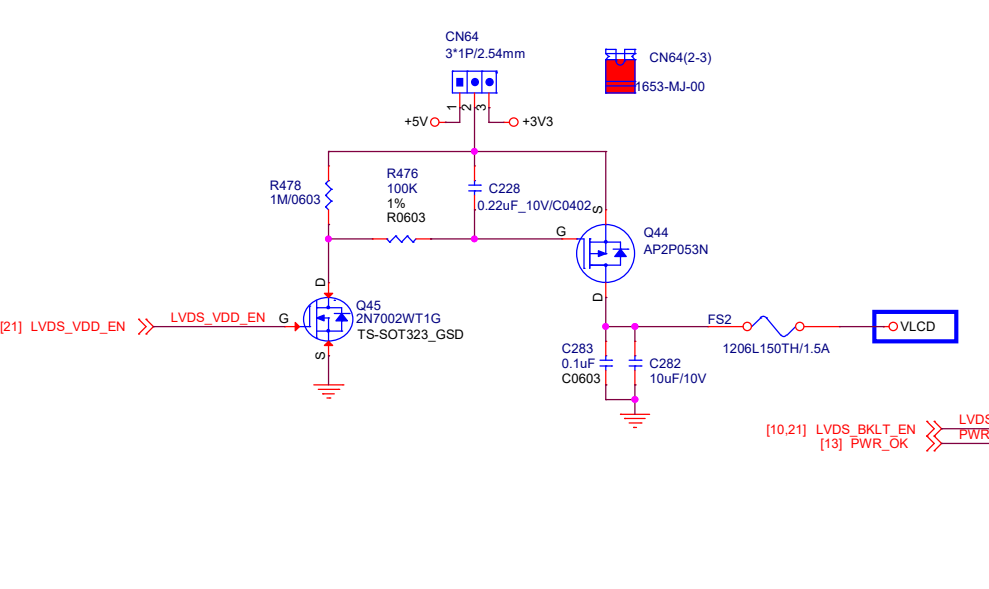 CN64
3*1P/2.54mm
CN64(2-3)
1653-MJ-00
1
2
3
+5V
+3V3
R478
1M/0603
R476
100K
1%
R0603
C228
0.22uF_10V/C0402
S
G
Q44
AP2P053N
D
D
[21] LVDS_VDD_EN
LVDS_VDD_EN
G
Q45
2N7002WT1G
TS-SOT323_GSD
S
FS2
1206L150TH/1.5A
VLCD
C283
0.1uF
C0603
C282
10uF/10V
[10,21] LVDS_BKLT_EN
[13] PWR_OK
LVDS
PWR